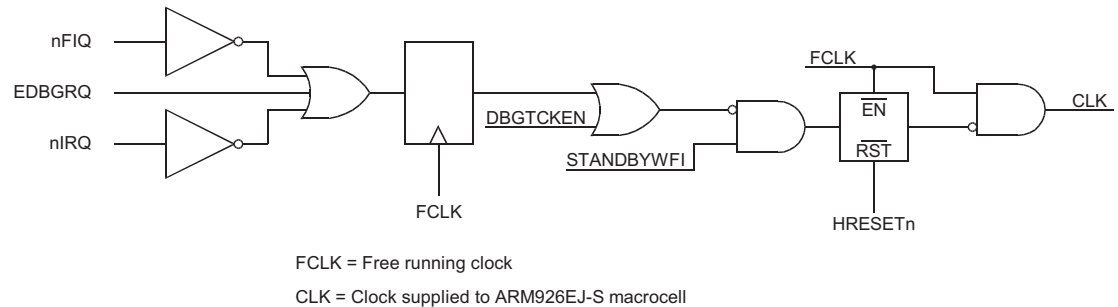 nFIQ
EDBGRQ
nIRQ
FCLK
DBGTCKEN
STANDBYWFI
FCLK
EN
RST
HRESETn
CLK
FCLK = Free running clock
CLK = Clock supplied to ARM926EJ-S macrocell